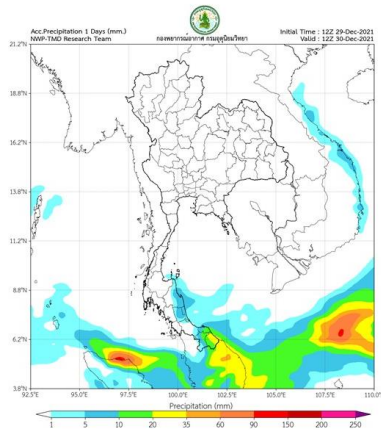 Acc.Precipitation 1 Days (mm.)
NWP-TMD Research Team
กองพยากรณ์อากาศ กรมอุตุนิยมวิทยา
Initial Time : 12Z 29-Dec-2021
Valid : 12Z 30-Dec-2021
21.2°N
18.8°N
16.2°N
13.8°N
11.2°N
8.8°N
6.2°N
3.8°N
92.5°E 95.0°E 97.5°E 100.0°E 102.5°E 105.0°E 107.5°E 110.0°E
Precipitation (mm)
1 5 10 20 35 60 90 150 200 250